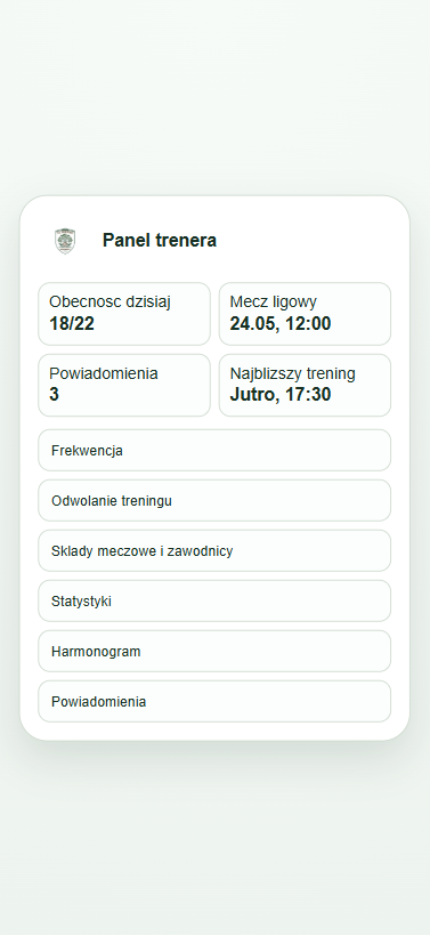 Panel trenera
Obecnosc dzisiaj
18/22
Mecz ligowy
24.05, 12:00
Powiadomienia
3
Najblizszy trening
Jutro, 17:30
Frekwencja
Odwolanie treningu
Sklady meczowe i zawodnicy
Statystyki
Harmonogram
Powiadomienia